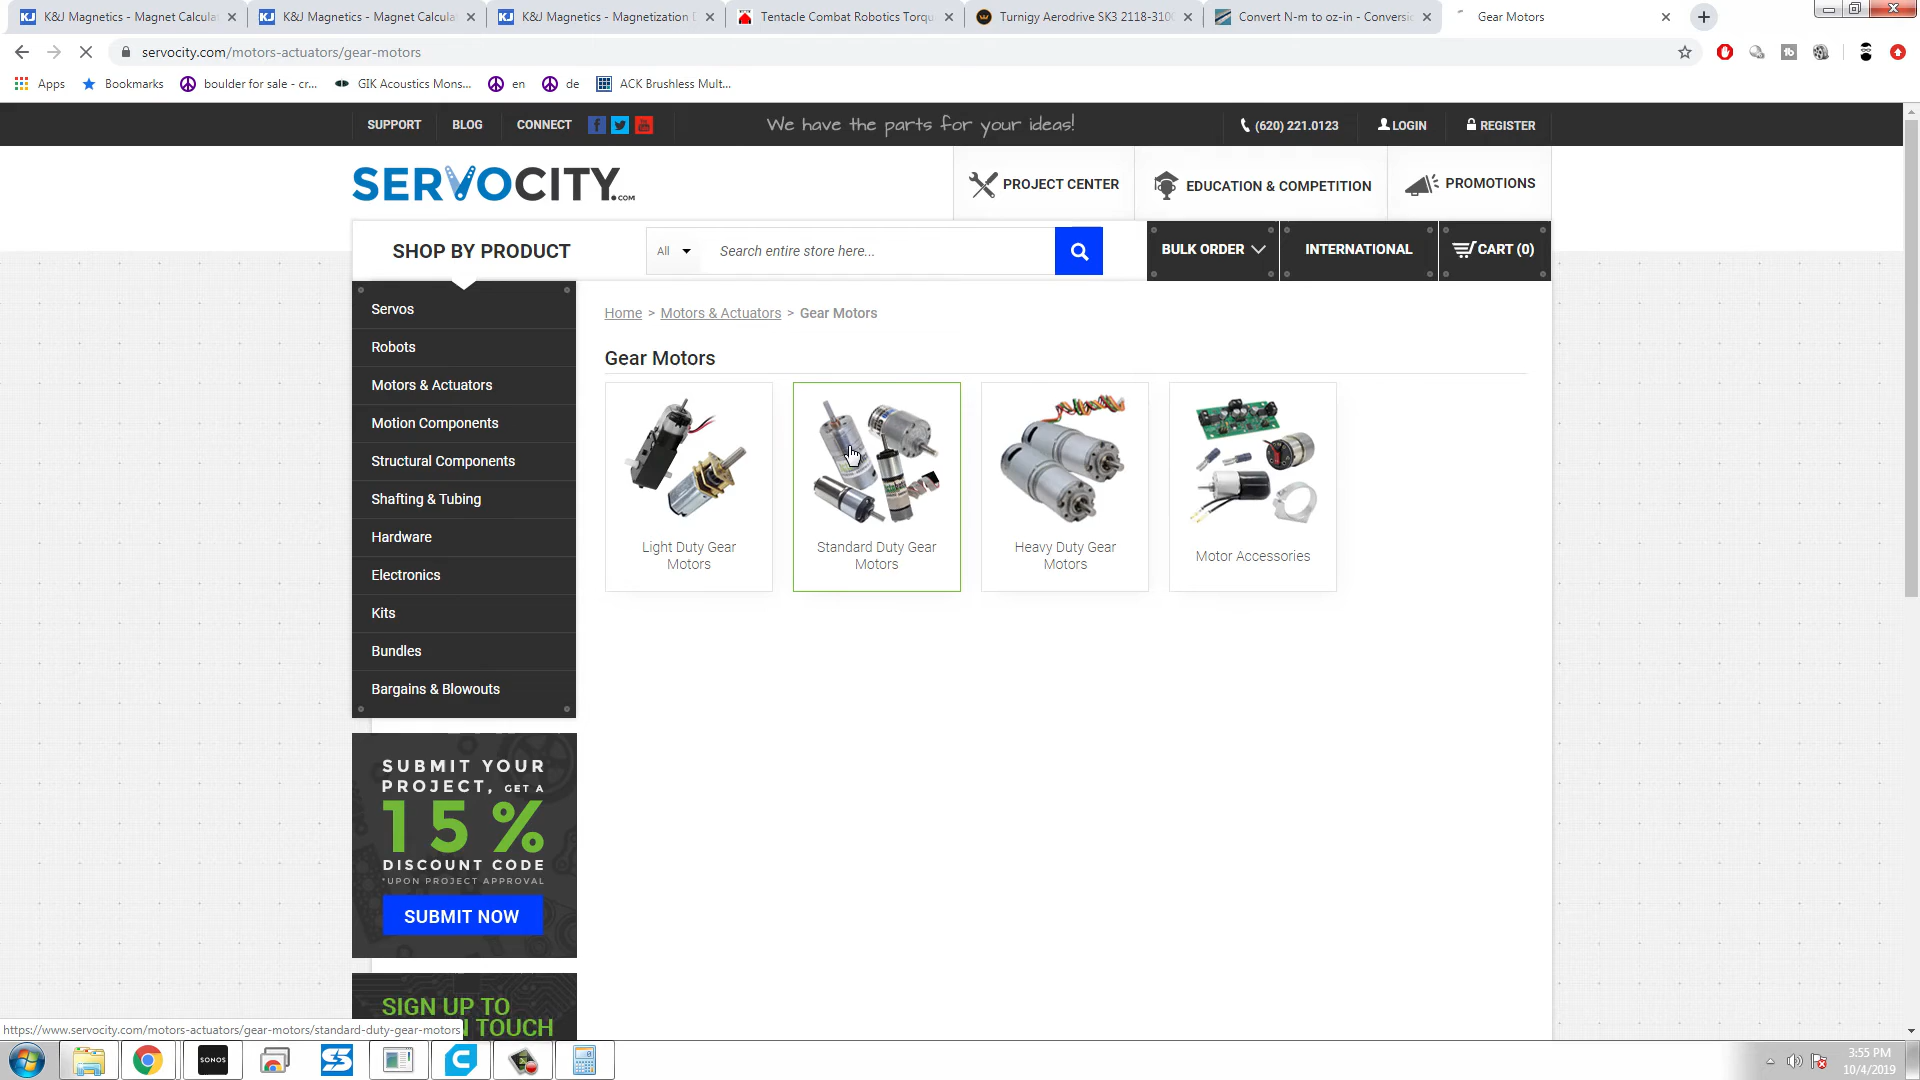 K&J Magnetics - Magnet Calcula
K&J Magnetics - Magnet Calcula
K&J Magnetics - Magnetization
Tentacle Combat Robotics Torqu
Turnigy Aerodrive SK3 2118-3100
Convert N-m to oz-in - Conversi
Gear Motors
servocity.com/motors-actuators/gear-motors
Apps
Bookmarks
boulder for sale - cr...
GIK Acoustics Mons...
en
de
ACK Brushless Mult...
SUPPORT
BLOG
CONNECT
We have the parts for your ideas!
(620) 221.0123
LOGIN
REGISTER
SERVOCITY.COM
PROJECT CENTER
EDUCATION & COMPETITION
PROMOTIONS
SHOP BY PRODUCT
All
Search entire store here...
BULK ORDER
INTERNATIONAL
CART (0)
Servos
Robots
Motors & Actuators
Motion Components
Structural Components
Shafting & Tubing
Hardware
Electronics
Kits
Bundles
Bargains & Blowouts
Home > Motors & Actuators > Gear Motors
Gear Motors
Light Duty Gear
Motors
Standard Duty Gear
Motors
Heavy Duty Gear
Motors
Motor Accessories
SUBMIT YOUR
PROJECT, GET A
15%
DISCOUNT CODE
*UPON PROJECT APPROVAL
SUBMIT NOW
SIGN UP TO
N TOUCH
https://www.servocity.com/motors-actuators/gear-motors/standard-duty-gear-motors
SONOS
3:55 PM
10/4/2019